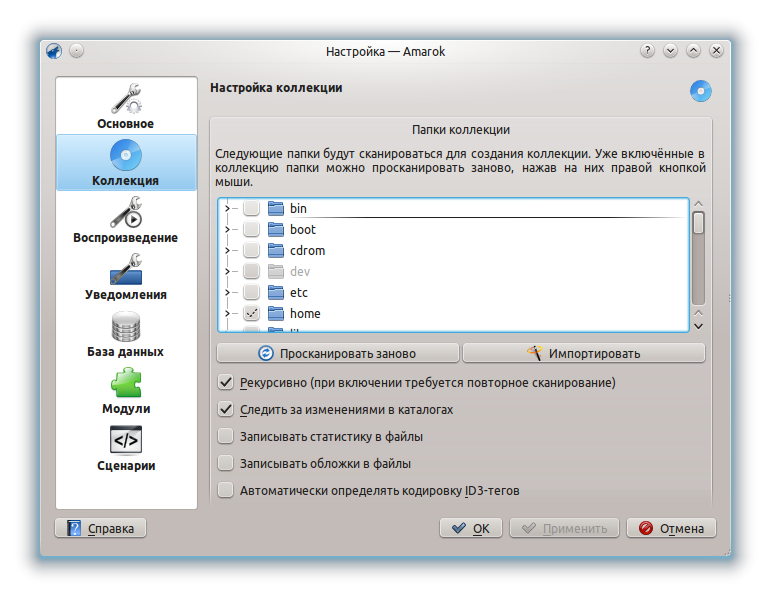 Настройка — Amarok
Основное
Коллекция
Воспроизведение
Уведомления
База данных
Модули
Сценарии
Настройка коллекции
Папки коллекции
Следующие папки будут сканироваться для создания коллекции. Уже включённые в
коллекцию папки можно просканировать заново, нажав на них правой кнопкой
мыши.
bin
boot
cdrom
dev
etc
home
Просканировать заново
Импортировать
Рекурсивно (при включении требуется повторное сканирование)
Следить за изменениями в каталогах
Записывать статистику в файлы
Записывать обложки в файлы
Автоматически определять кодировку ID3-тегов
Справка
OK
Применить
Отмена